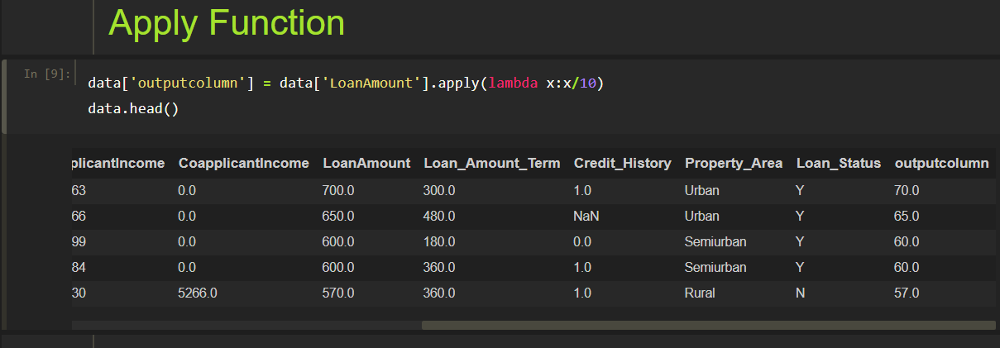 Apply Function
In [9]:
data['outputcolumn'] = data['LoanAmount'].apply(lambda x:x/10)
data.head()
plicantIncome CoapplicantIncome LoanAmount Loan_Amount_Term Credit_History Property_Area Loan_Status outputcolumn
63 0.0 700.0 300.0 1.0 Urban Y 70.0
66 0.0 650.0 480.0 NaN Urban Y 65.0
99 0.0 600.0 180.0 0.0 Semiurban Y 60.0
84 0.0 600.0 360.0 1.0 Semiurban Y 60.0
30 5266.0 570.0 360.0 1.0 Rural N 57.0